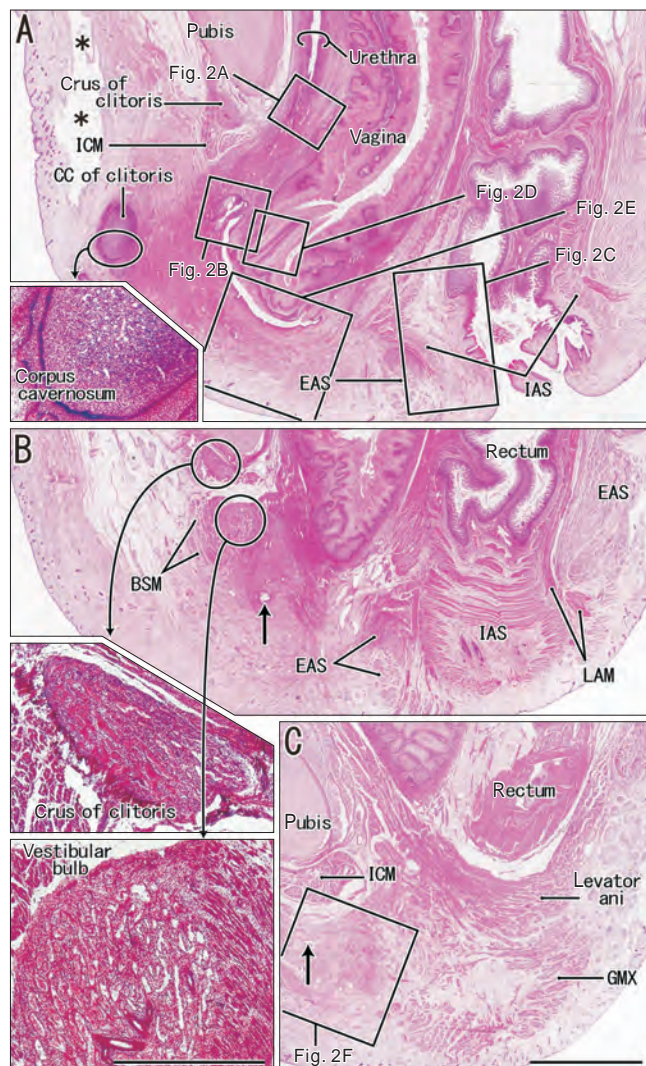 A
*
*
Pubis
Urethra
Fig. 2A
Crus of
clitoris
ICM
Vagina
CC of clitoris
Fig. 2D
Fig. 2E
Fig. 2C
Fig. 2B
Corpus
cavernosum
EAS
IAS
B
Rectum
EAS
BSM
IAS
EAS
LAM
Crus of clitoris
Vestibular
bulb
C
Rectum
Pubis
ICM
Levator
ani
GMX
Fig. 2F